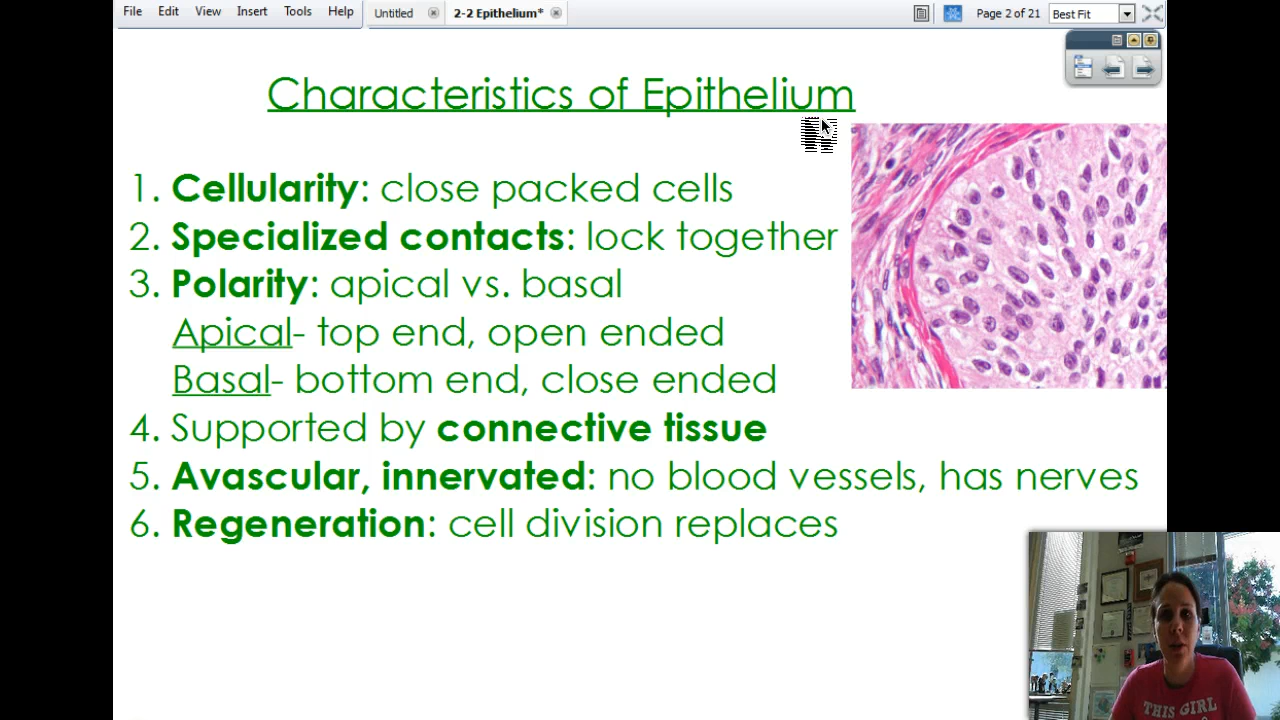 File Edit View Insert Tools Help Untitled 2-2 Epithelium* Page 2 of 21 Best Fit
Characteristics of Epithelium
1. Cellularity: close packed cells
2. Specialized contacts: lock together
3. Polarity: apical vs. basal
Apical- top end, open ended
Basal- bottom end, close ended
4. Supported by connective tissue
5. Avascular, innervated: no blood vessels, has nerves
6. Regeneration: cell division replaces
THIS GIRL